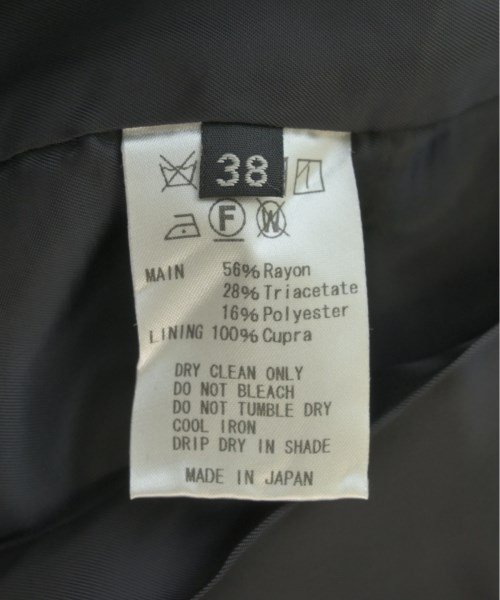 38
F
W
MAIN 56% Rayon
28% Triacetate
16% Polyester
LINING 100% Cupra
DRY CLEAN ONLY
DO NOT BLEACH
DO NOT TUMBLE DRY
COOL IRON
DRIP DRY IN SHADE
MADE IN JAPAN